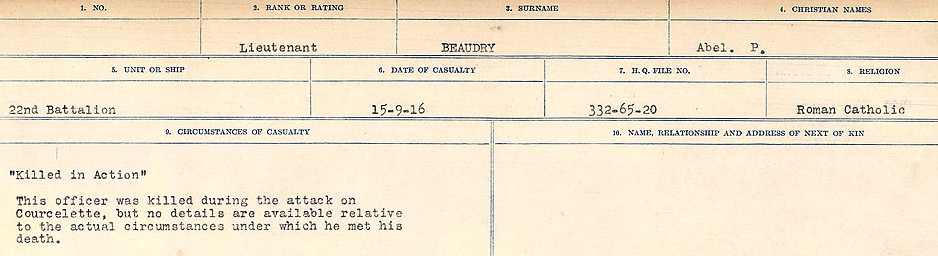 1. NO. 2. RANK OR RATING 3. SURNAME 4. CHRISTIAN NAMES
Lieutenant BEAUDRY Abel. P.
5. UNIT OR SHIP 6. DATE OF CASUALTY 7. H.Q. FILE NO. 8. RELIGION
22nd Battalion 15-9-16 332-65-20 Roman Catholic
9. CIRCUMSTANCES OF CASUALTY 10. NAME, RELATIONSHIP AND ADDRESS OF NEXT OF KIN
"Killed in Action"
This officer was killed during the attack on
Courcelette, but no details are available relative
to the actual circumstances under which he met his
death.